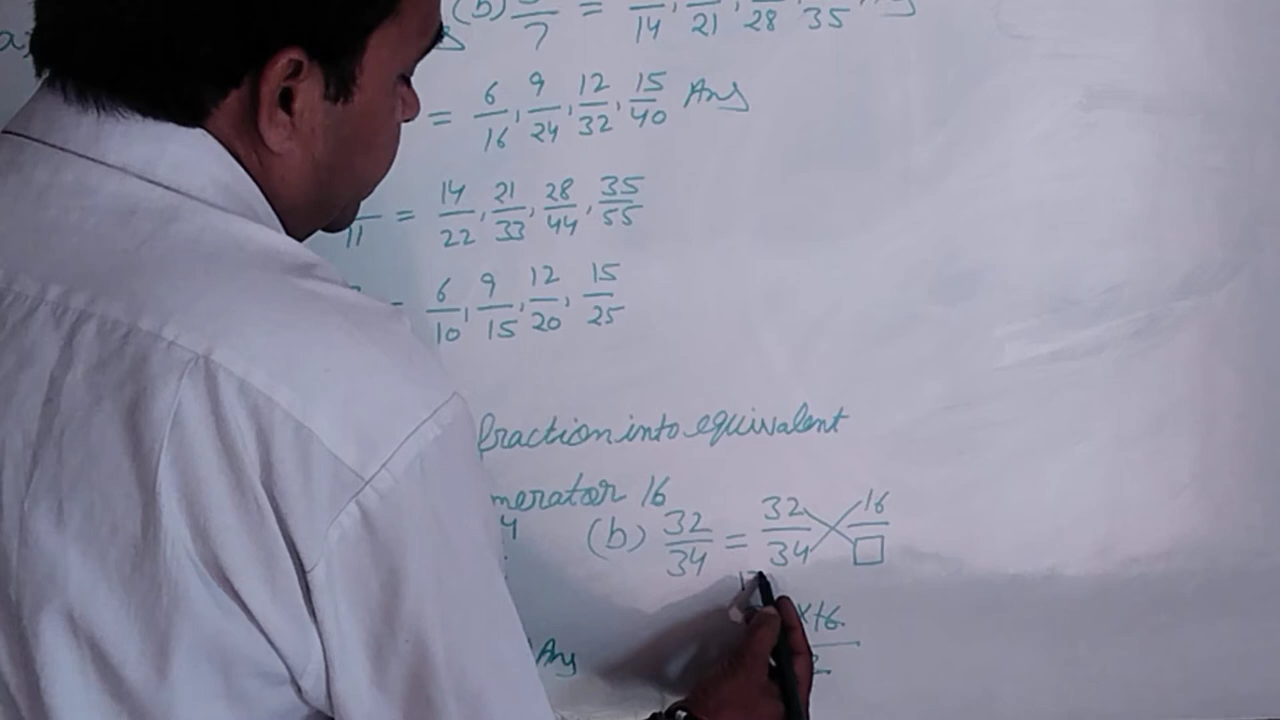 (b) /7 = /14, /21, /28, /35
= 6/16, 9/24, 12/32, 15/40 Ans
/11 = 14/22, 21/33, 28/44, 35/55
= 6/10, 9/15, 12/20, 15/25
fraction into equivalent
merator 16
(b) 32/34 = 32/34 16/□
×16
Ans